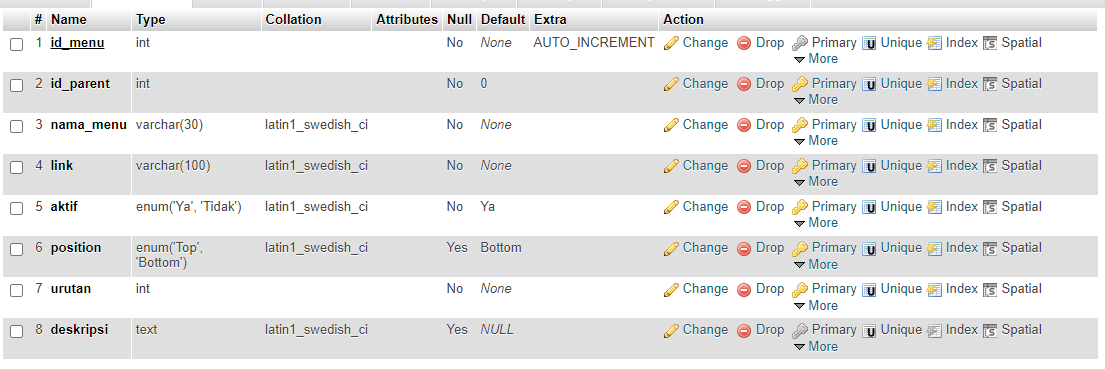 # Name Type Collation Attributes Null Default Extra Action
1 id_menu int No None AUTO_INCREMENT Change Drop Primary Unique Index Spatial
More
2 id_parent int No 0 Change Drop Primary Unique Index Spatial
More
3 nama_menu varchar(30) latin1_swedish_ci No None Change Drop Primary Unique Index Spatial
More
4 link varchar(100) latin1_swedish_ci No None Change Drop Primary Unique Index Spatial
More
5 aktif enum('Ya', 'Tidak') latin1_swedish_ci No Ya Change Drop Primary Unique Index Spatial
More
6 position enum('Top', latin1_swedish_ci Yes Bottom Change Drop Primary Unique Index Spatial
'Bottom') More
7 urutan int No None Change Drop Primary Unique Index Spatial
More
8 deskripsi text latin1_swedish_ci Yes NULL Change Drop Primary Unique Index Spatial
More